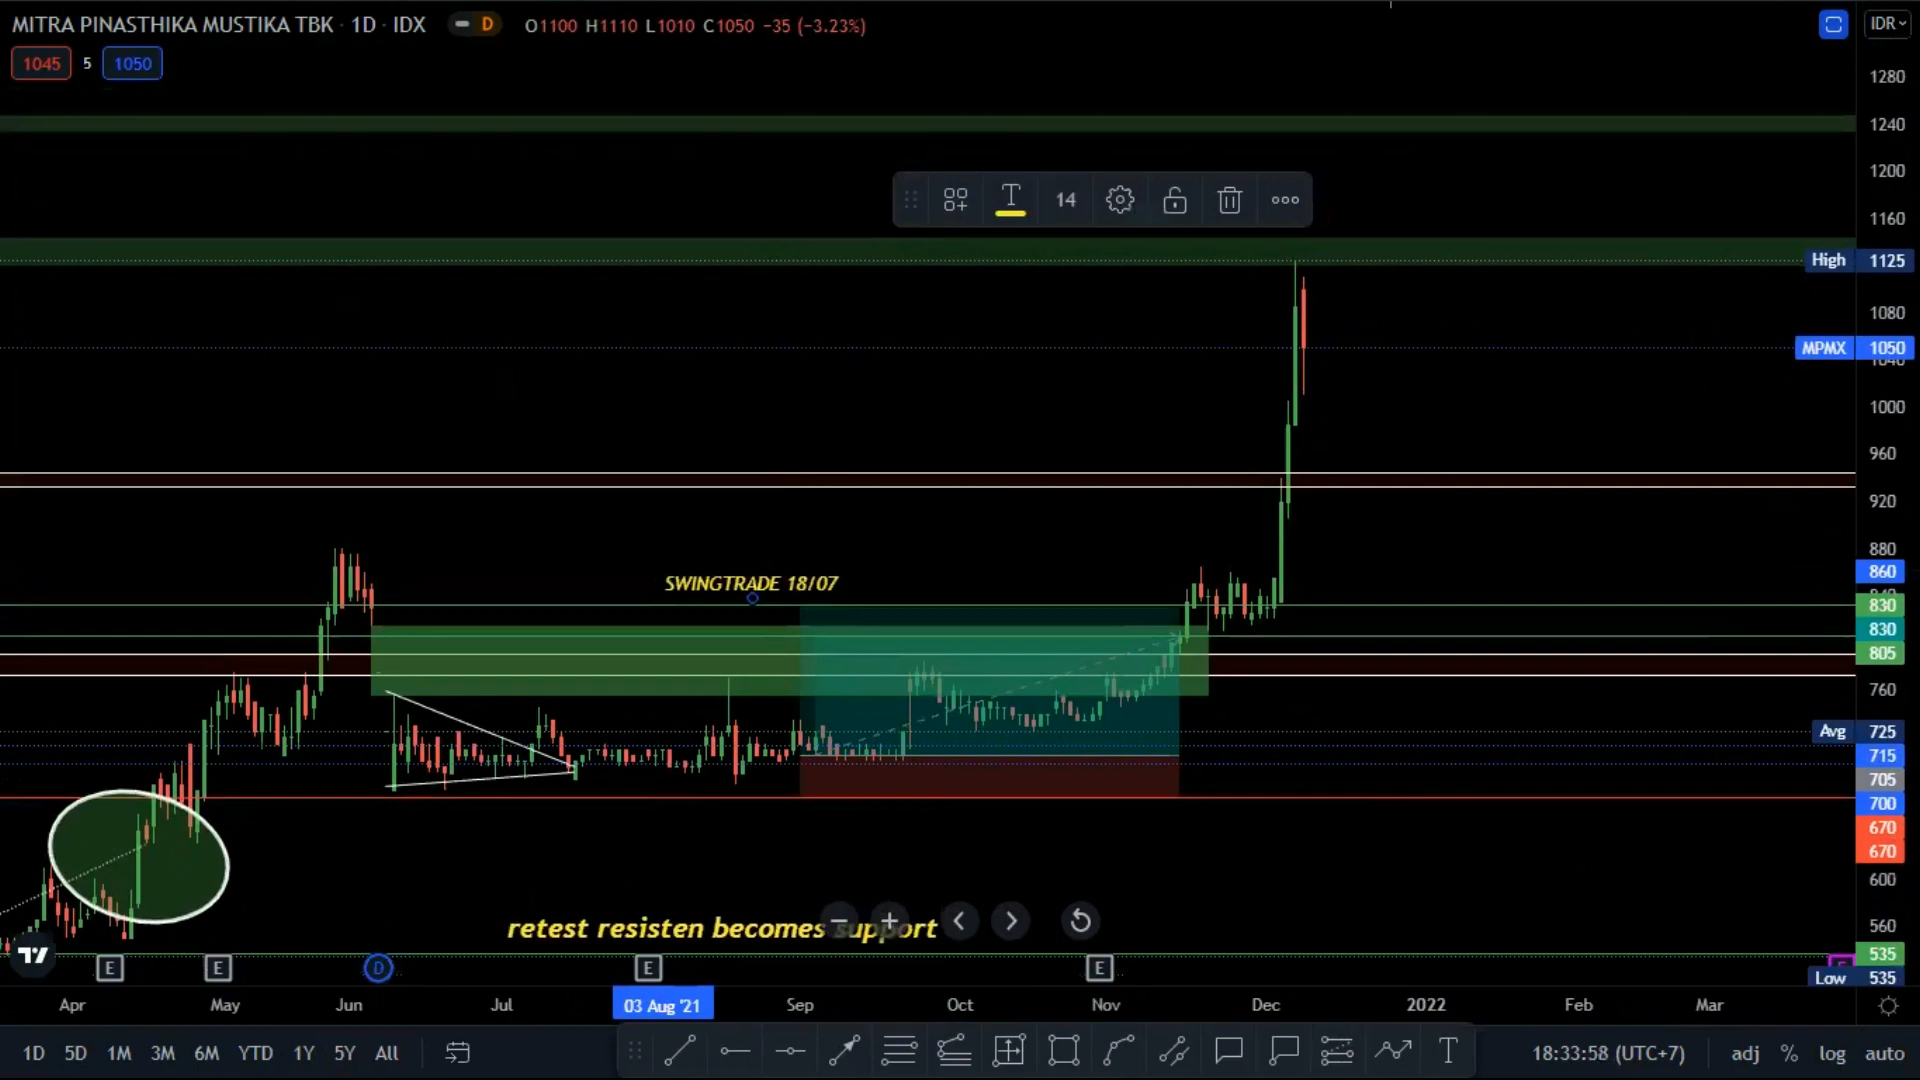 MITRA PINASTHIKA MUSTIKA TBK · 1D · IDX D O1100 H1110 L1010 C1050 −35 (−3.23%) IDR
1045 5 1050
1280
1240
14
1200
1160
High 1125
1080
MPMX 1050
1000
960
920
880
860
SWINGTRADE 18/07
830
830
805
760
Avg 725
715
705
700
670
670
600
retest resisten becomes support
560
535
E E D E E
Low 535
Apr May Jun Jul 03 Aug '21 Sep Oct Nov Dec 2022 Feb Mar
1D 5D 1M 3M 6M YTD 1Y 5Y All 18:33:58 (UTC+7) adj % log auto